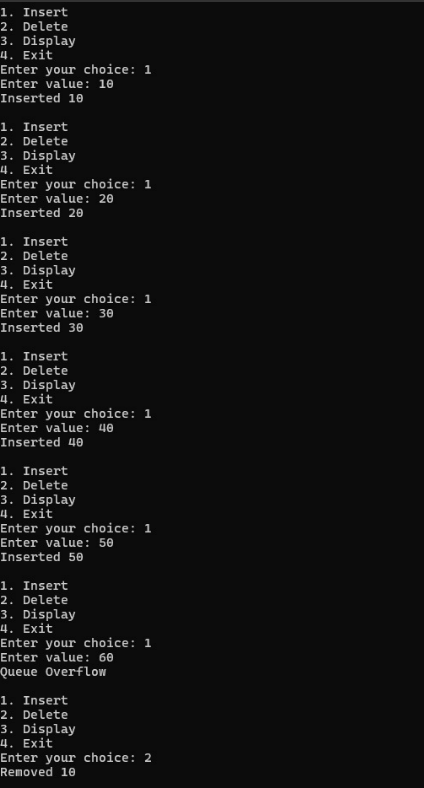 1. Insert
2. Delete
3. Display
4. Exit
Enter your choice: 1
Enter value: 10
Inserted 10
1. Insert
2. Delete
3. Display
4. Exit
Enter your choice: 1
Enter value: 20
Inserted 20
1. Insert
2. Delete
3. Display
4. Exit
Enter your choice: 1
Enter value: 30
Inserted 30
1. Insert
2. Delete
3. Display
4. Exit
Enter your choice: 1
Enter value: 40
Inserted 40
1. Insert
2. Delete
3. Display
4. Exit
Enter your choice: 1
Enter value: 50
Inserted 50
1. Insert
2. Delete
3. Display
4. Exit
Enter your choice: 1
Enter value: 60
Queue Overflow
1. Insert
2. Delete
3. Display
4. Exit
Enter your choice: 2
Removed 10